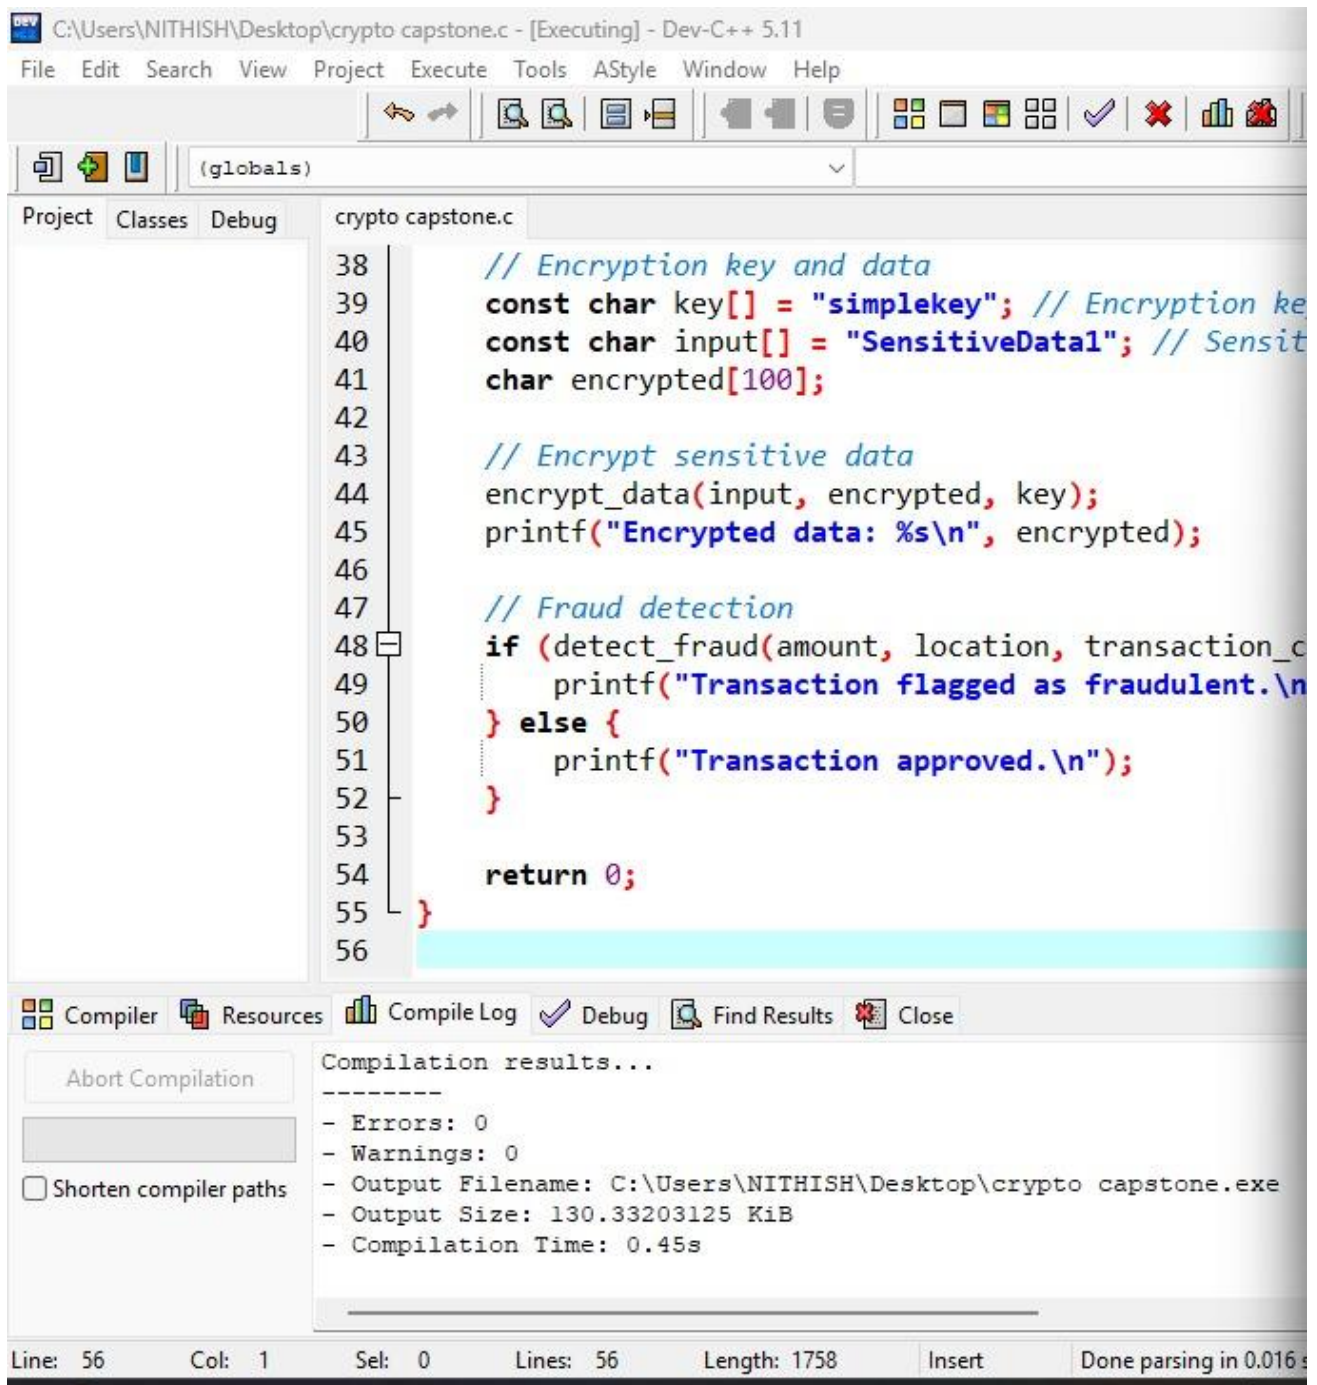 C:\Users\NITHISH\Desktop\crypto capstone.c - [Executing] - Dev-C++ 5.11
File Edit Search View Project Execute Tools AStyle Window Help
(globals)
Project Classes Debug
crypto capstone.c
38 // Encryption key and data
39 const char key[] = "simplekey"; // Encryption ke
40 const char input[] = "SensitiveData1"; // Sensit
41 char encrypted[100];
42
43 // Encrypt sensitive data
44 encrypt_data(input, encrypted, key);
45 printf("Encrypted data: %s\n", encrypted);
46
47 // Fraud detection
48 if (detect_fraud(amount, location, transaction_c
49 printf("Transaction flagged as fraudulent.\n
50 } else {
51 printf("Transaction approved.\n");
52 }
53
54 return 0;
55 }
56
Compiler Resources Compile Log Debug Find Results Close
Abort Compilation
Shorten compiler paths
Compilation results...
--------
- Errors: 0
- Warnings: 0
- Output Filename: C:\Users\NITHISH\Desktop\crypto capstone.exe
- Output Size: 130.33203125 KiB
- Compilation Time: 0.45s
Line: 56 Col: 1 Sel: 0 Lines: 56 Length: 1758 Insert Done parsing in 0.016 s